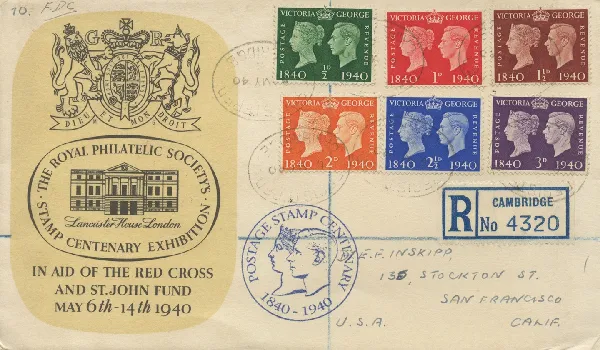 10. FDC
G R
DIEU ET MON DROIT
· THE ROYAL PHILATELIC SOCIETY'S ·
Lancaster House London
STAMP CENTENARY EXHIBITION
IN AID OF THE RED CROSS
AND ST. JOHN FUND
MAY 6th-14th 1940
VICTORIA GEORGE
POSTAGE REVENUE
1840 ½D 1940
VICTORIA GEORGE
POSTAGE REVENUE
1840 1D 1940
VICTORIA GEORGE
POSTAGE REVENUE
1840 1½D 1940
VICTORIA GEORGE
POSTAGE REVENUE
1840 2D 1940
VICTORIA GEORGE
POSTAGE REVENUE
1840 2½D 1940
VICTORIA GEORGE
POSTAGE REVENUE
1840 3D 1940
R CAMBRIDGE
No 4320
POSTAGE STAMP CENTENARY
1840-1940
E.F. INSKIPP,
STOCKTON ST.
SAN FRANCISCO
U.S.A. CALIF.